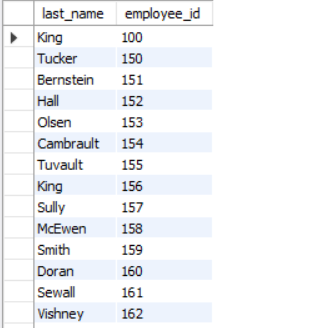 last_name employee_id
King 100
Tucker 150
Bernstein 151
Hall 152
Olsen 153
Cambrault 154
Tuvault 155
King 156
Sully 157
McEwen 158
Smith 159
Doran 160
Sewall 161
Vishney 162